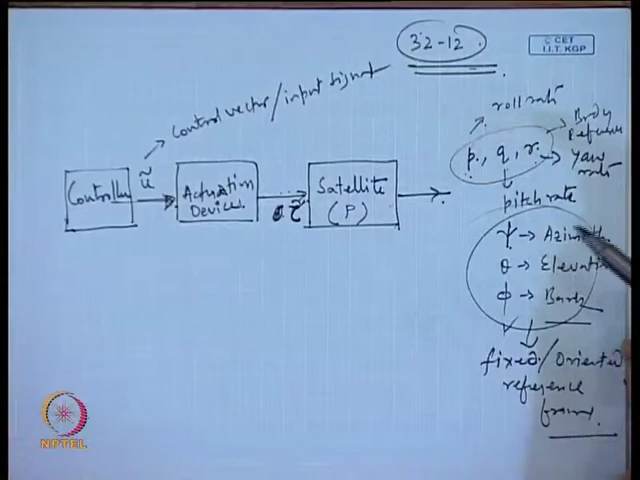 32-12
© CET
I.I.T. KGP
control vector/input signal
roll rate
Body
Reference
p, q, r.
yaw
rate
pitch rate
Controller
ũ
Actuation
Device.
τ̃
Satellite
(P)
ψ → Azimuth
θ → Elevation
φ → Bank
fixed/Oriented
reference
frame.
NPTEL